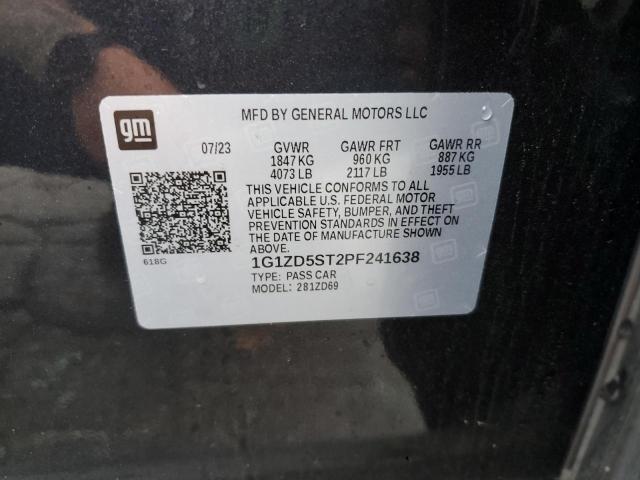 gm
MFD BY GENERAL MOTORS LLC
07/23 GVWR GAWR FRT GAWR RR
1847 KG 960 KG 887 KG
4073 LB 2117 LB 1955 LB
THIS VEHICLE CONFORMS TO ALL
APPLICABLE U.S. FEDERAL MOTOR
VEHICLE SAFETY, BUMPER, AND THEFT
PREVENTION STANDARDS IN EFFECT ON
THE DATE OF MANUFACTURE SHOWN
ABOVE.
618G
1G1ZD5ST2PF241638
TYPE: PASS CAR
MODEL: 281ZD69